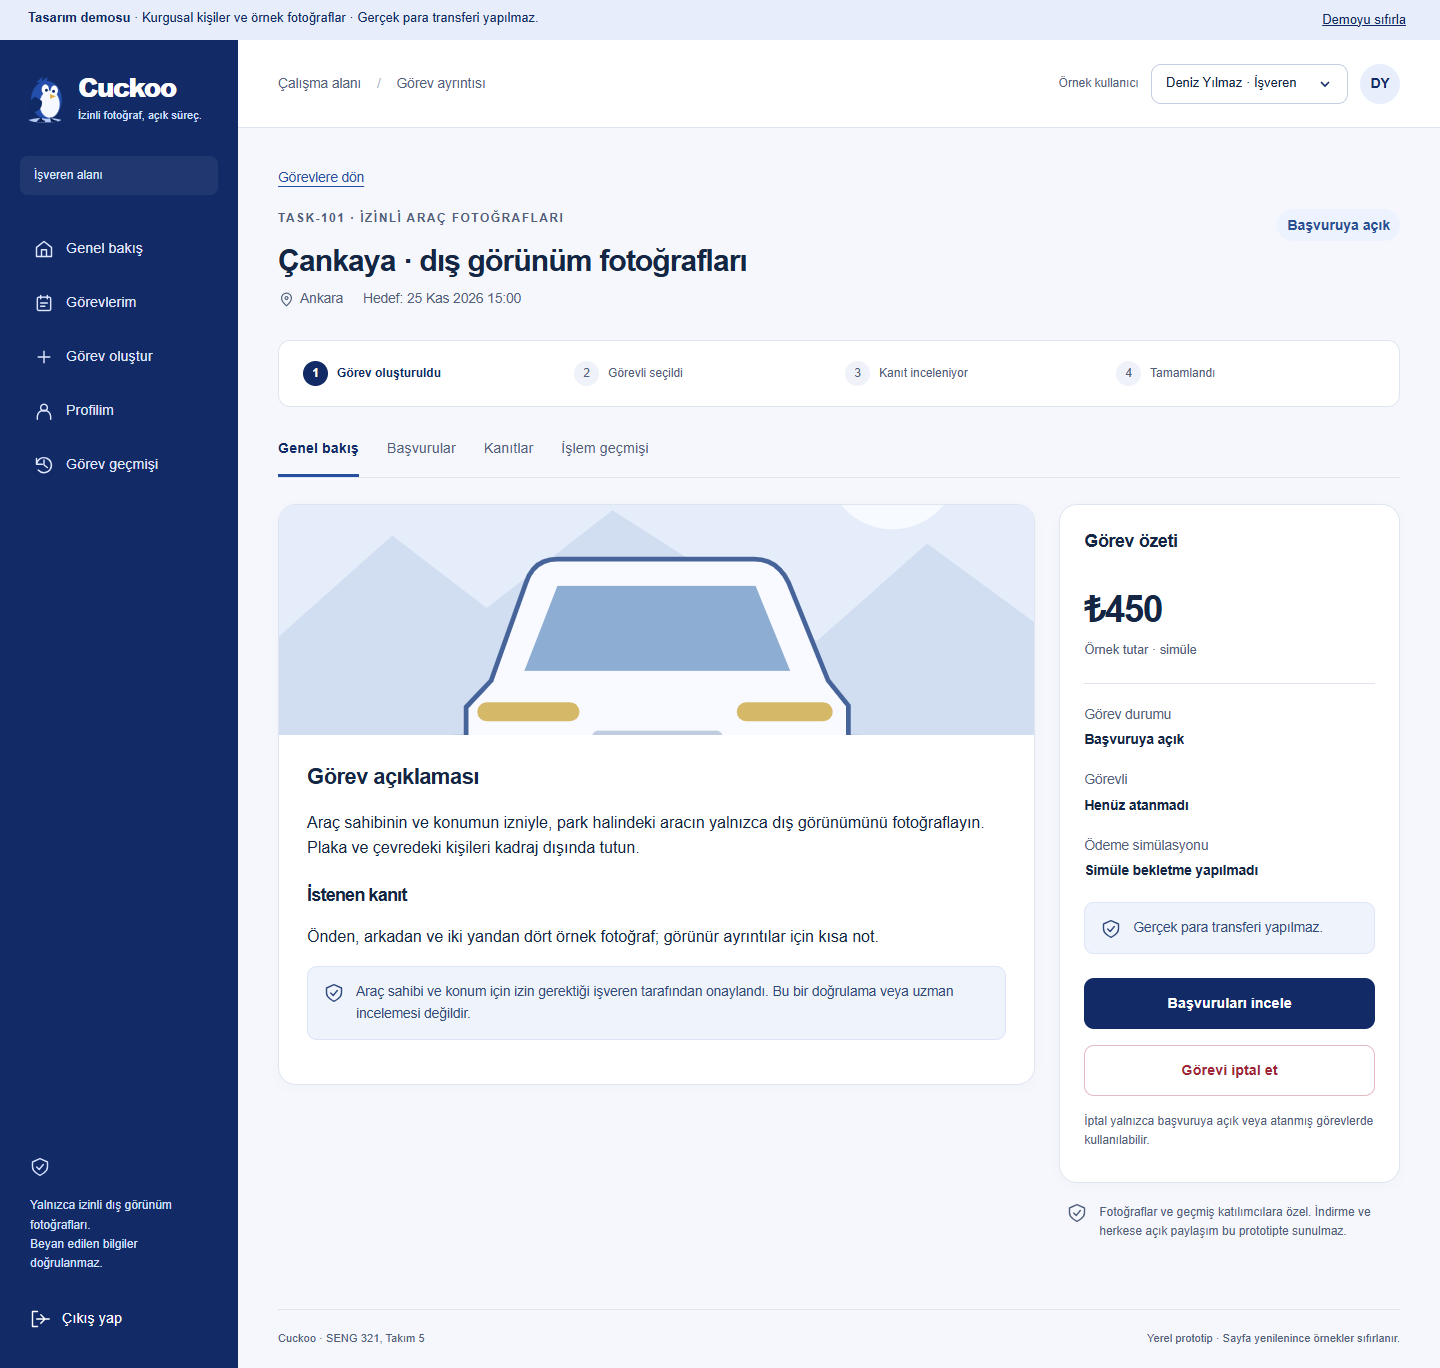 Tasarım demosu · Kurgusal kişiler ve örnek fotoğraflar · Gerçek para transferi yapılmaz.
Demoyu sıfırla
Cuckoo
İzinli fotoğraf, açık süreç.
İşveren alanı
Genel bakış
Görevlerim
Görev oluştur
Profilim
Görev geçmişi
Yalnızca izinli dış görünüm
fotoğrafları.
Beyan edilen bilgiler
doğrulanmaz.
Çıkış yap
Çalışma alanı / Görev ayrıntısı
Örnek kullanıcı
Deniz Yılmaz · İşveren
DY
Görevlere dön
TASK-101 · İZİNLİ ARAÇ FOTOĞRAFLARI
Başvuruya açık
Çankaya · dış görünüm fotoğrafları
Ankara Hedef: 25 Kas 2026 15:00
1 Görev oluşturuldu
2 Görevli seçildi
3 Kanıt inceleniyor
4 Tamamlandı
Genel bakış Başvurular Kanıtlar İşlem geçmişi
Görev açıklaması
Araç sahibinin ve konumun izniyle, park halindeki aracın yalnızca dış görünümünü fotoğraflayın.
Plaka ve çevredeki kişileri kadraj dışında tutun.
İstenen kanıt
Önden, arkadan ve iki yandan dört örnek fotoğraf; görünür ayrıntılar için kısa not.
Araç sahibi ve konum için izin gerektiği işveren tarafından onaylandı. Bu bir doğrulama veya uzman
incelemesi değildir.
Görev özeti
₺450
Örnek tutar · simüle
Görev durumu
Başvuruya açık
Görevli
Henüz atanmadı
Ödeme simülasyonu
Simüle bekletme yapılmadı
Gerçek para transferi yapılmaz.
Başvuruları incele
Görevi iptal et
İptal yalnızca başvuruya açık veya atanmış görevlerde
kullanılabilir.
Fotoğraflar ve geçmiş katılımcılara özel. İndirme ve
herkese açık paylaşım bu prototipte sunulmaz.
Cuckoo · SENG 321, Takım 5
Yerel prototip · Sayfa yenilenince örnekler sıfırlanır.